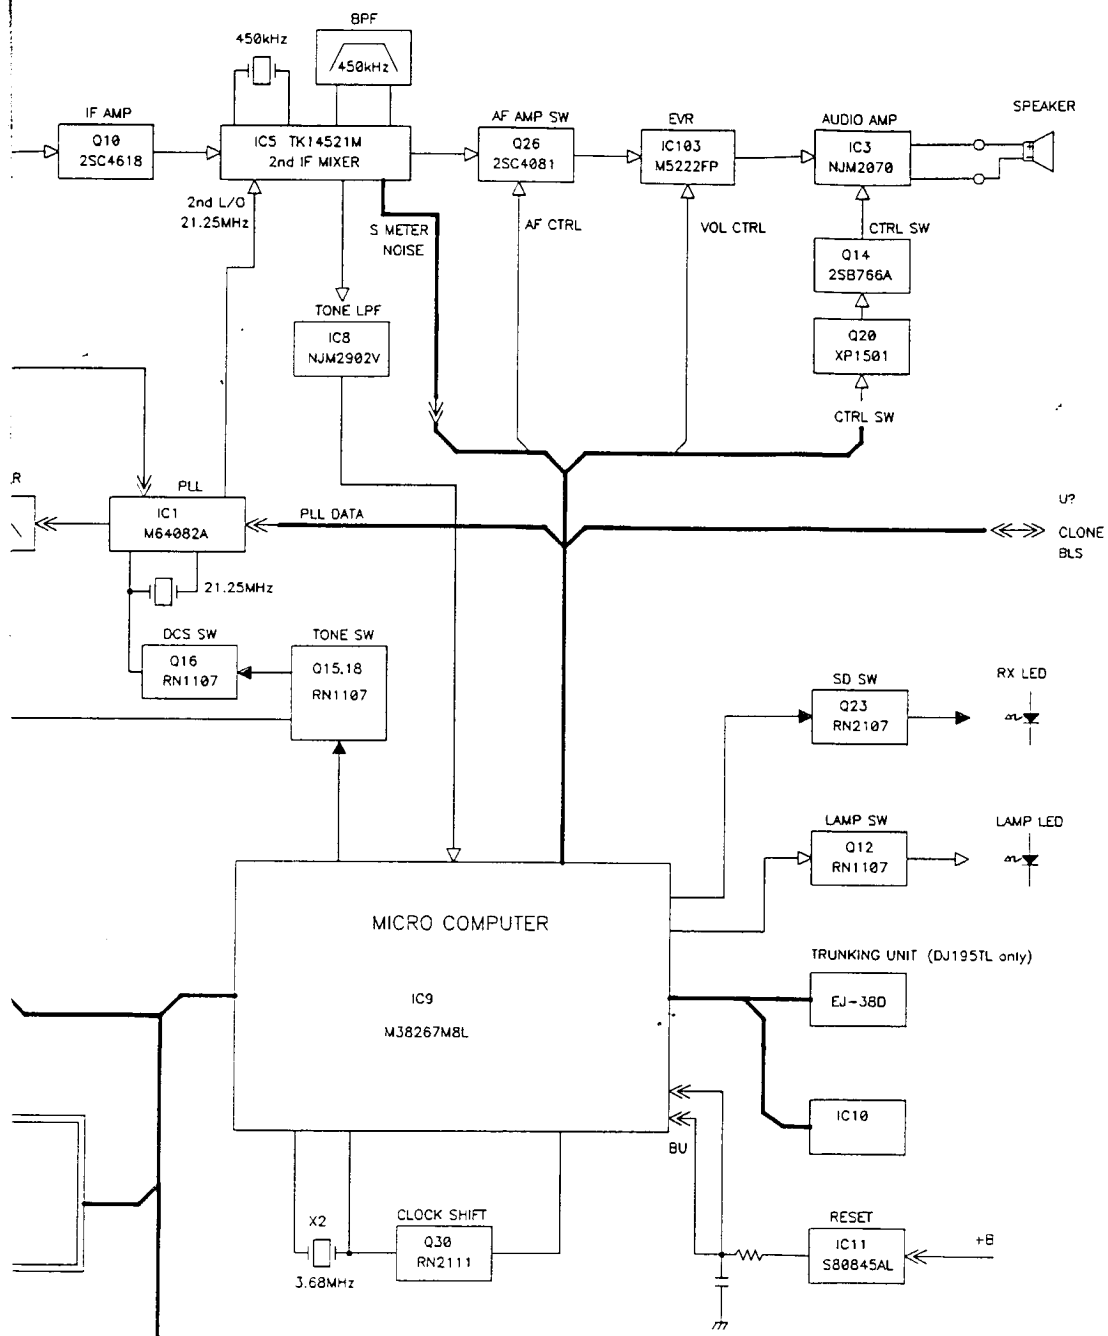 BPF
450kHz
450kHz
IF AMP
Q10
2SC4618
IC5 TK14521M
2nd IF MIXER
AF AMP SW
Q26
2SC4081
EVR
IC103
M5222FP
AUDIO AMP
IC3
NJM2070
SPEAKER
2nd L/O
21.25MHz
S METER
NOISE
AF CTRL
VOL CTRL
CTRL SW
Q14
2SB766A
TONE LPF
IC8
NJM2902V
Q20
XP1501
CTRL SW
R
PLL
IC1
M64082A
PLL DATA
U?
CLONE
BLS
21.25MHz
DCS SW
Q16
RN1107
TONE SW
Q15,18
RN1107
SD SW
Q23
RN2107
RX LED
LAMP SW
Q12
RN1107
LAMP LED
MICRO COMPUTER
IC9
M38267M8L
TRUNKING UNIT (DJ195TL only)
EJ-38D
IC10
BU
X2
3.68MHz
CLOCK SHIFT
Q30
RN2111
RESET
IC11
S80845AL
+B